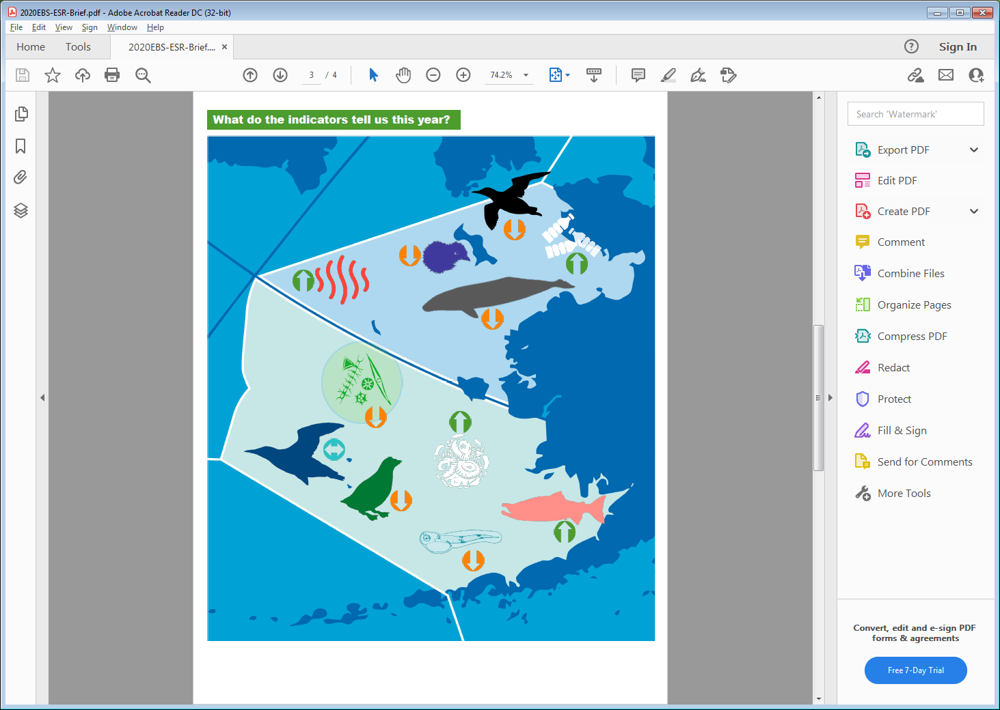 2020EBS-ESR-Brief.pdf - Adobe Acrobat Reader DC (32-bit)
File Edit View Sign Window Help
Home Tools 2020EBS-ESR-Brief.... × Sign In
3 / 4 74.2%
What do the indicators tell us this year?
Search 'Watermark'
Export PDF
Edit PDF
Create PDF
Comment
Combine Files
Organize Pages
Compress PDF
Redact
Protect
Fill & Sign
Send for Comments
More Tools
Convert, edit and e-sign PDF
forms & agreements
Free 7-Day Trial